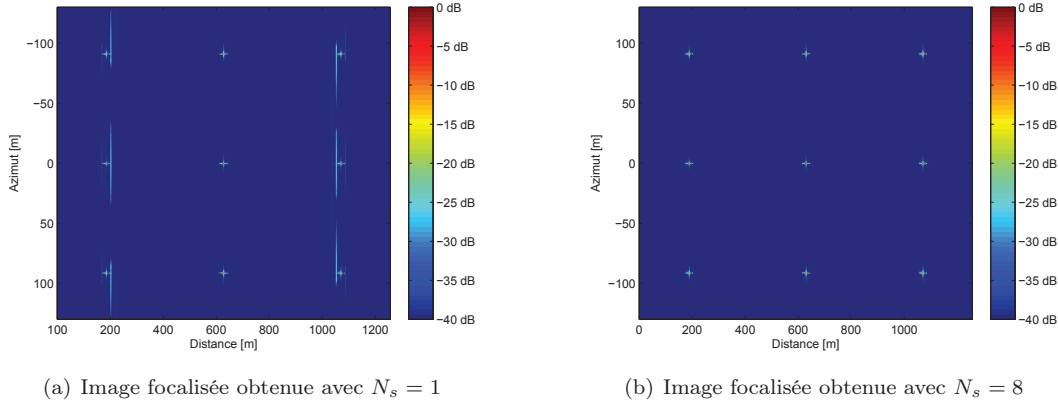 0 dB
−5 dB
−10 dB
−15 dB
−20 dB
−25 dB
−30 dB
−35 dB
−40 dB
−100
−50
0
50
100
Azimut [m]
100 200 400 600 800 1000 1200
Distance [m]
(a) Image focalisée obtenue avec N_s = 1
0 dB
−5 dB
−10 dB
−15 dB
−20 dB
−25 dB
−30 dB
−35 dB
−40 dB
100
50
0
−50
−100
Azimut [m]
0 200 400 600 800 1000
Distance [m]
(b) Image focalisée obtenue avec N_s = 8